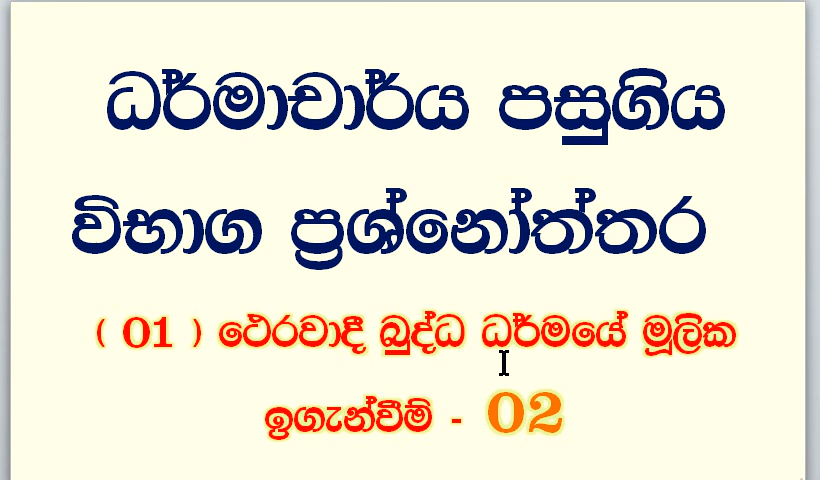 ධර්මාචාර්ය පසුගිය
විභාග ප්‍රශ්නෝත්තර
( 01 ) ථෙරවාදී බුද්ධ ධර්මයේ මූලික
ඉගැන්වීම් - 02